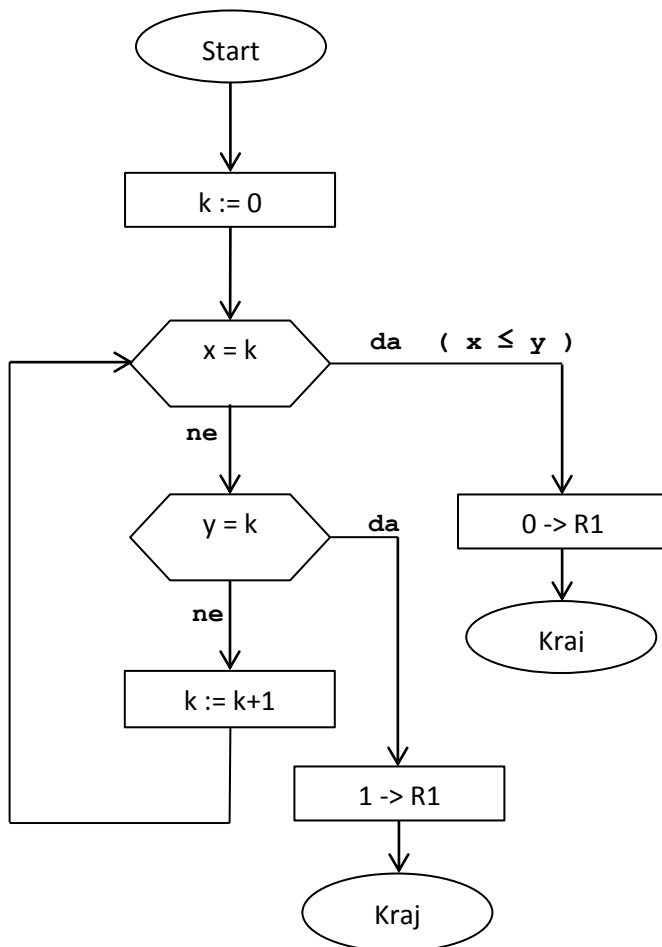 Start
k := 0
x = k
da ( x ≤ y )
ne
y = k
da
0 -> R1
ne
Kraj
k := k+1
1 -> R1
Kraj